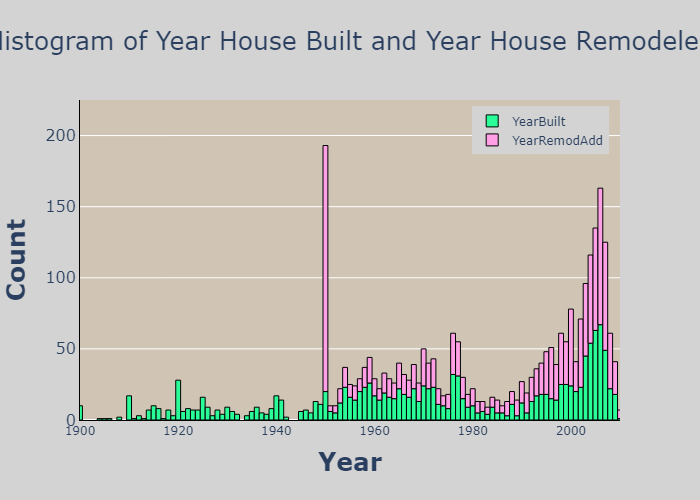 Histogram of Year House Built and Year House Remodele
YearBuilt
YearRemodAdd
200
150
100
50
0
Count
1900 1920 1940 1960 1980 2000
Year